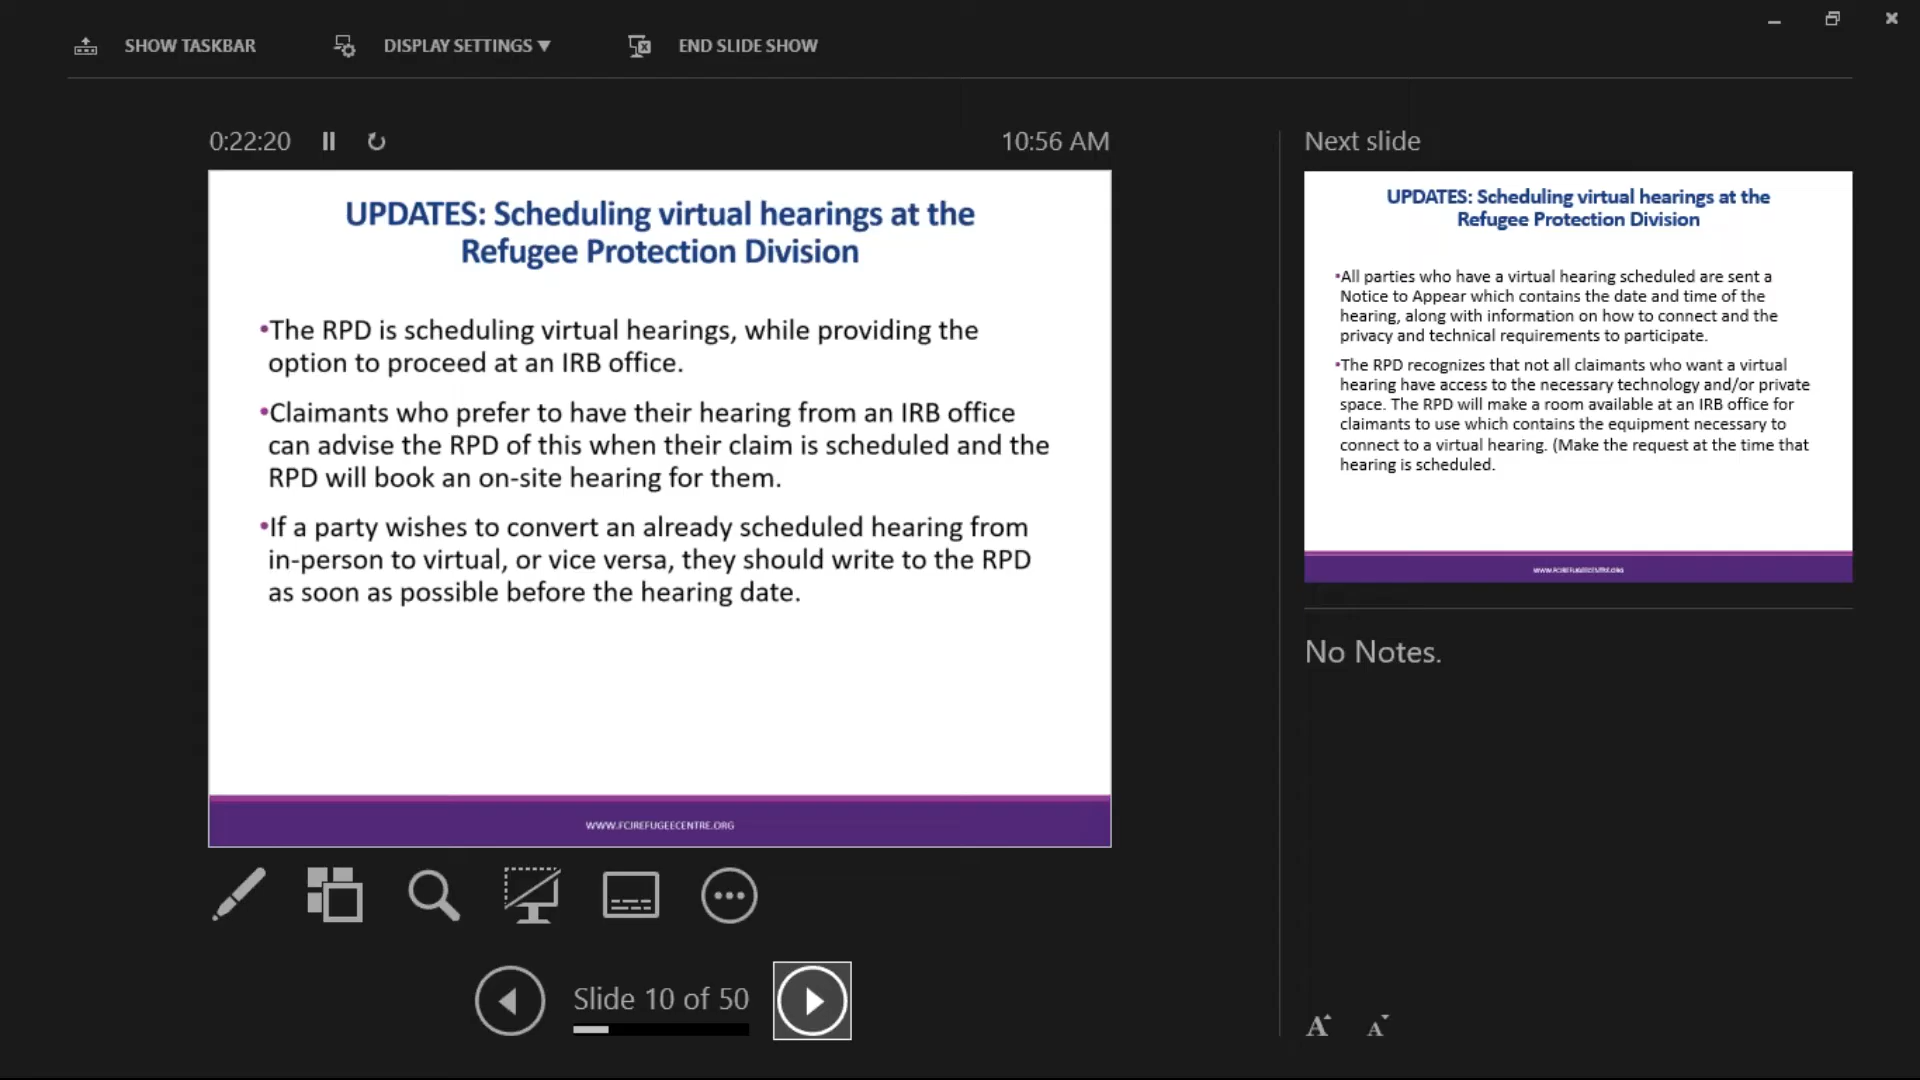 SHOW TASKBAR
DISPLAY SETTINGS ▼
END SLIDE SHOW
0:22:20
10:56 AM
UPDATES: Scheduling virtual hearings at the
Refugee Protection Division
•The RPD is scheduling virtual hearings, while providing the
option to proceed at an IRB office.
•Claimants who prefer to have their hearing from an IRB office
can advise the RPD of this when their claim is scheduled and the
RPD will book an on-site hearing for them.
•If a party wishes to convert an already scheduled hearing from
in-person to virtual, or vice versa, they should write to the RPD
as soon as possible before the hearing date.
WWW.FCJREFUGEECENTRE.ORG
Slide 10 of 50
Next slide
UPDATES: Scheduling virtual hearings at the
Refugee Protection Division
•All parties who have a virtual hearing scheduled are sent a
Notice to Appear which contains the date and time of the
hearing, along with information on how to connect and the
privacy and technical requirements to participate.
•The RPD recognizes that not all claimants who want a virtual
hearing have access to the necessary technology and/or private
space. The RPD will make a room available at an IRB office for
claimants to use which contains the equipment necessary to
connect to a virtual hearing. (Make the request at the time that
hearing is scheduled.
WWW.FCJREFUGEECENTRE.ORG
No Notes.
A A